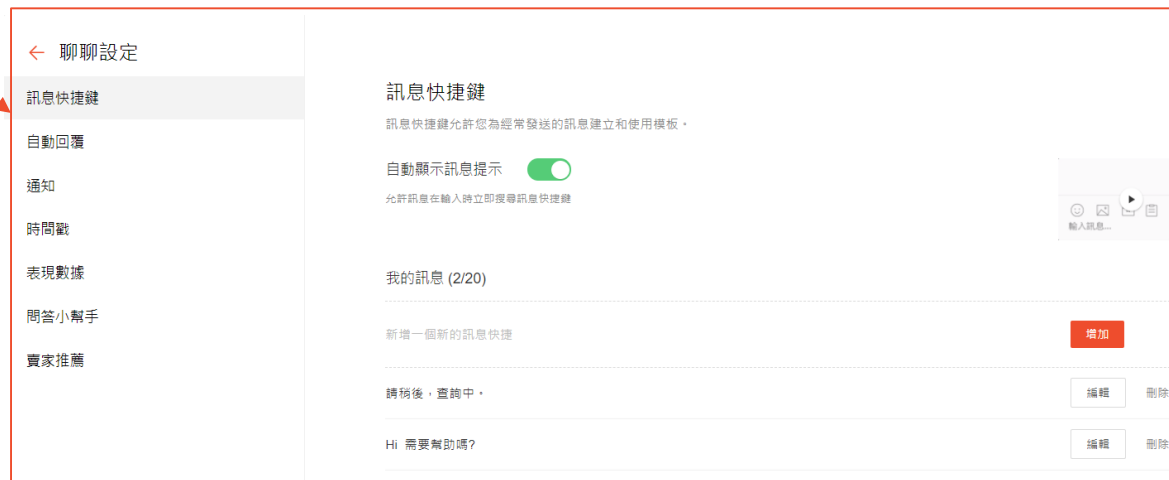 聊聊設定
訊息快捷鍵
自動回覆
通知
時間戳
表現數據
問答小幫手
賣家推薦
訊息快捷鍵
訊息快捷鍵允許您為經常發送的訊息建立和使用模板。
自動顯示訊息提示
允許訊息在輸入時立即搜尋訊息快捷鍵
輸入訊息...
我的訊息 (2/20)
新增一個新的訊息快捷
增加
請稍後，查詢中。
編輯 刪除
Hi 需要幫助嗎?
編輯 刪除